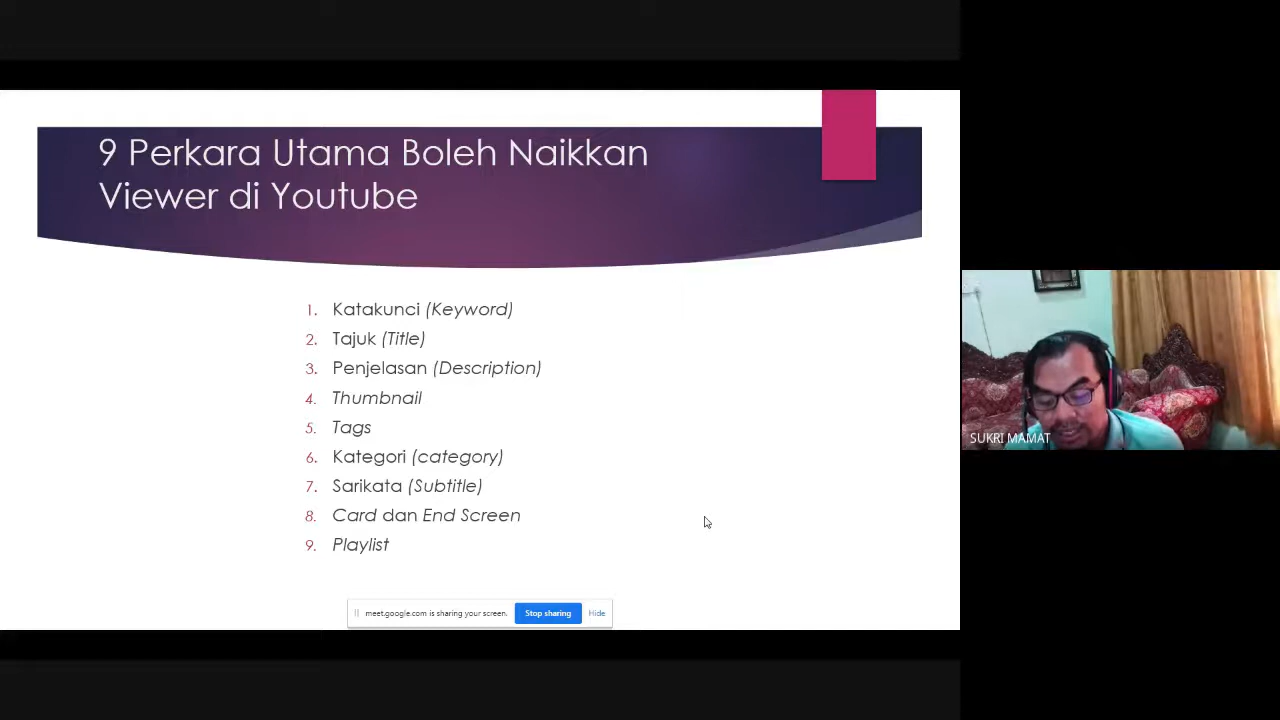 9 Perkara Utama Boleh Naikkan
Viewer di Youtube
1. Katakunci (Keyword)
2. Tajuk (Title)
3. Penjelasan (Description)
4. Thumbnail
5. Tags
6. Kategori (category)
7. Sarikata (Subtitle)
8. Card dan End Screen
9. Playlist
meet.google.com is sharing your screen. Stop sharing Hide
SUKRI MAMAT